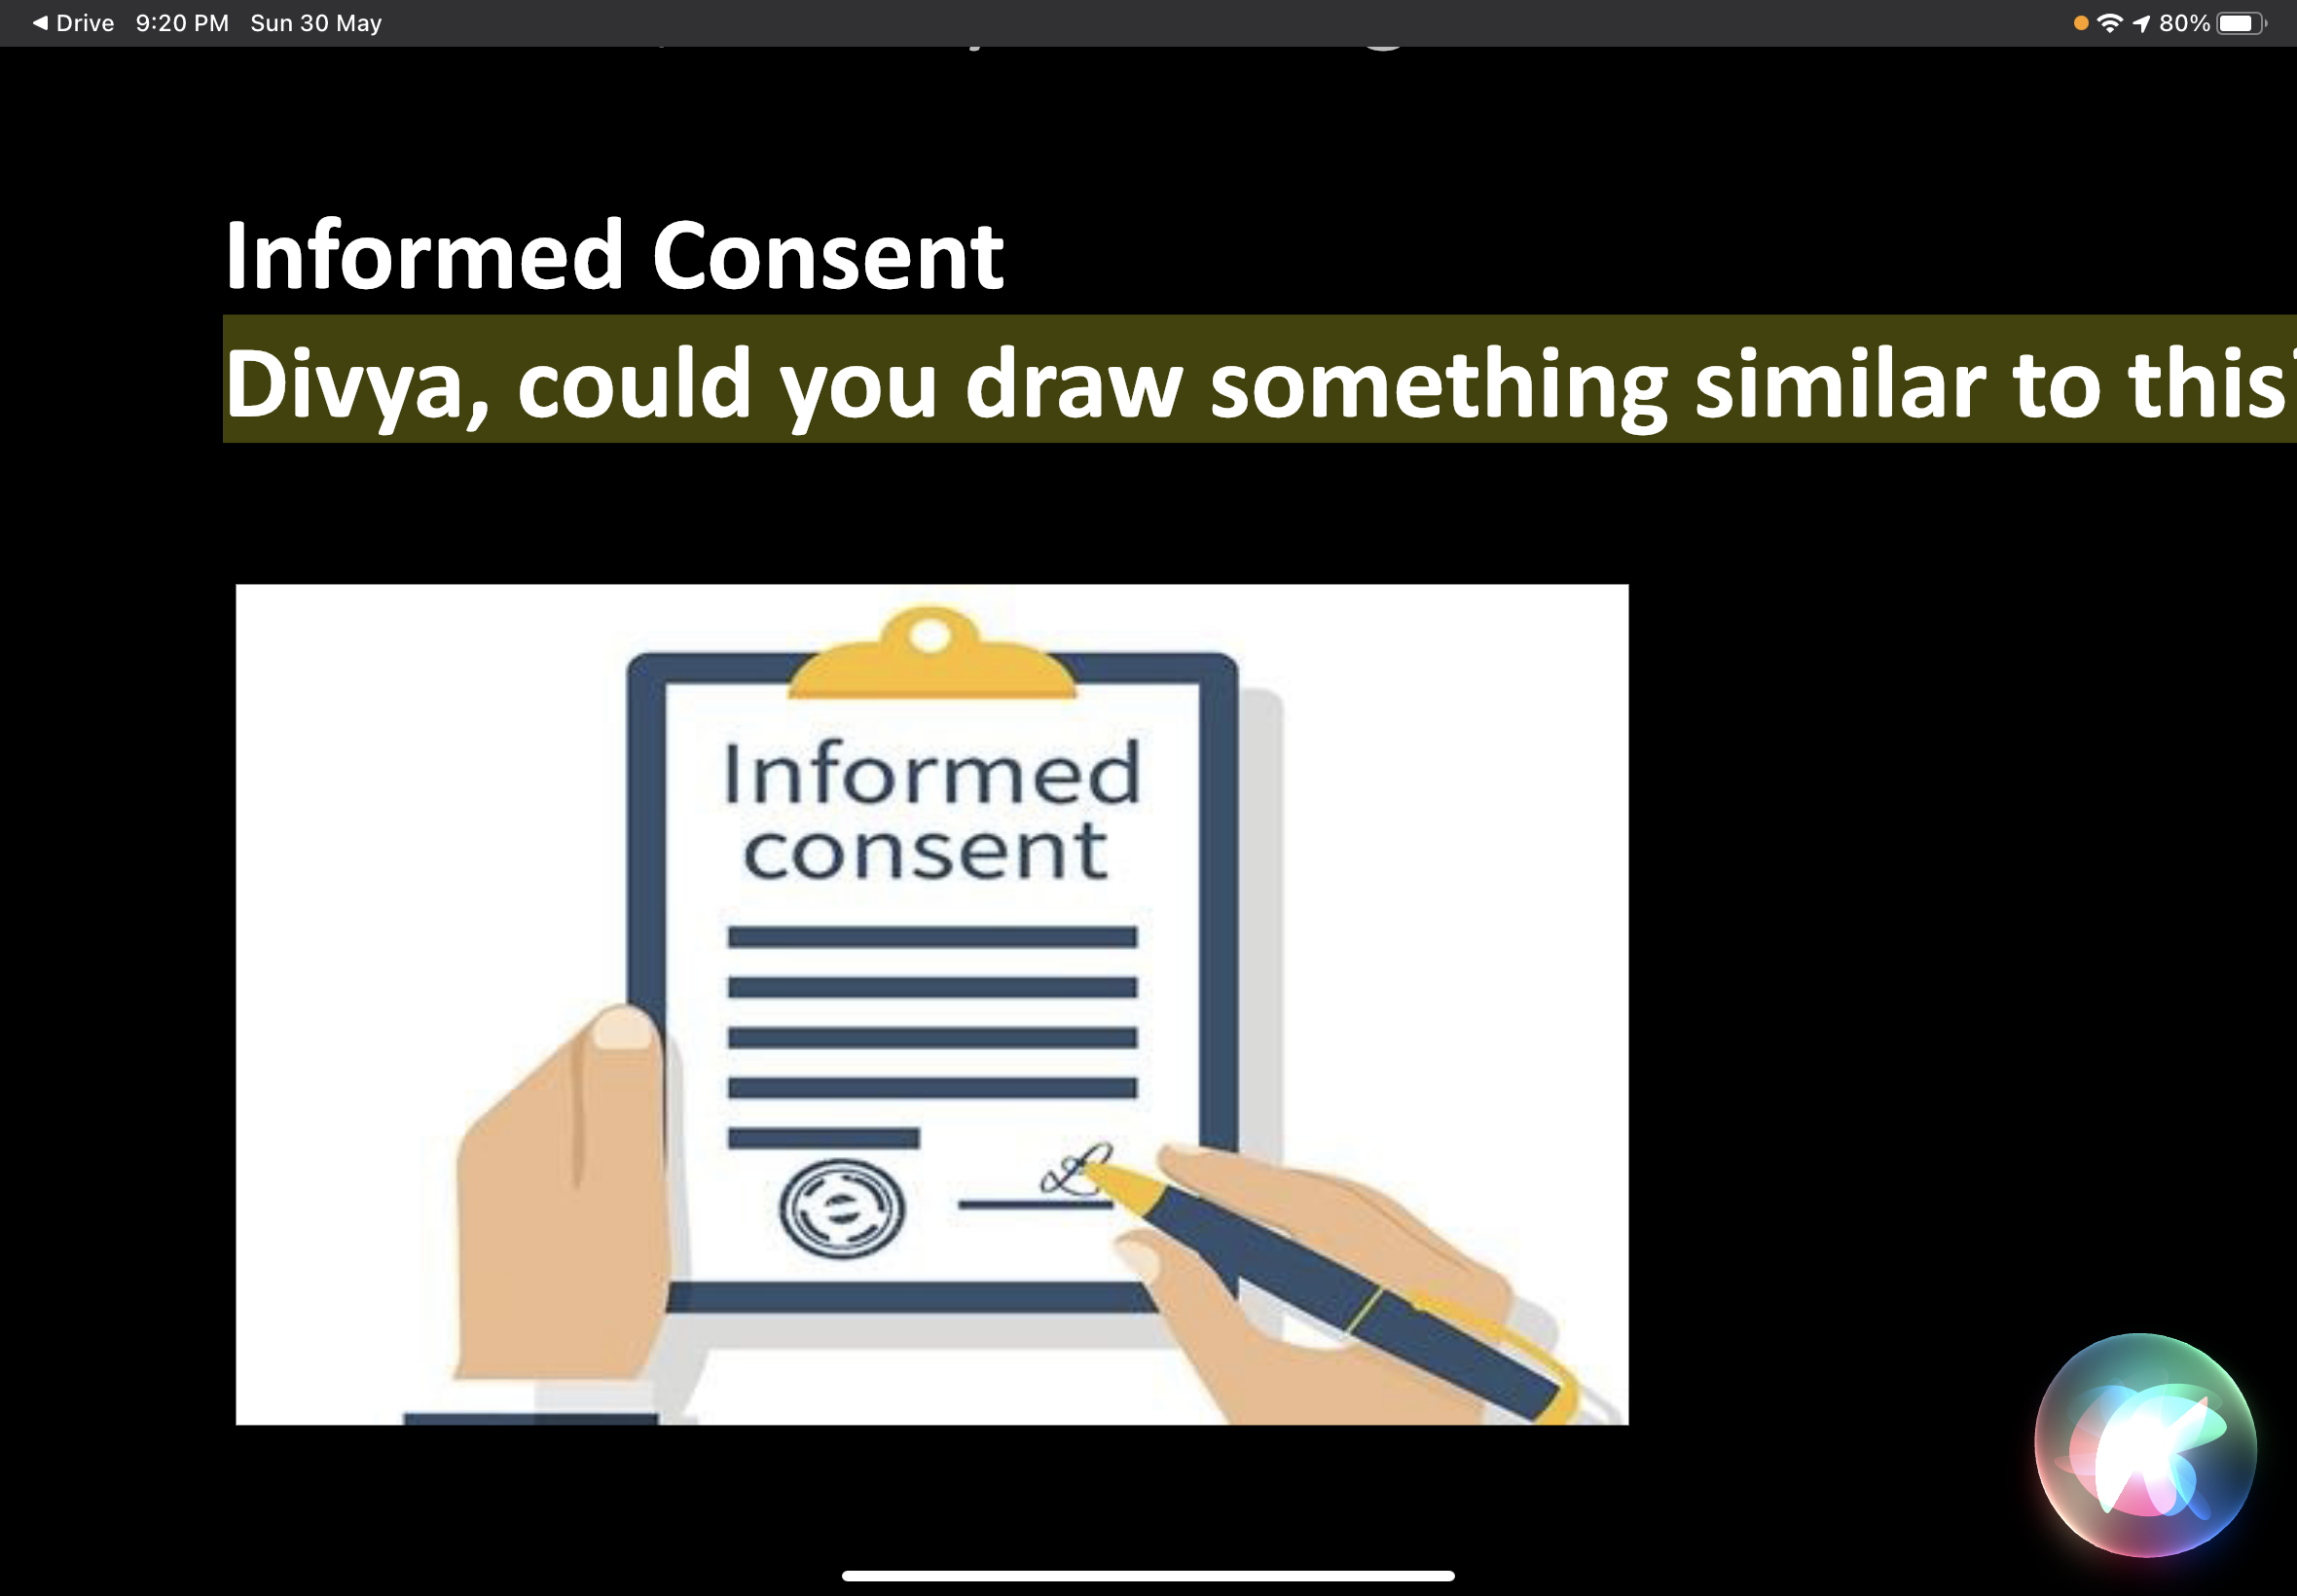 Drive 9:20 PM Sun 30 May 80%
Informed Consent
Divya, could you draw something similar to this
Informed
consent